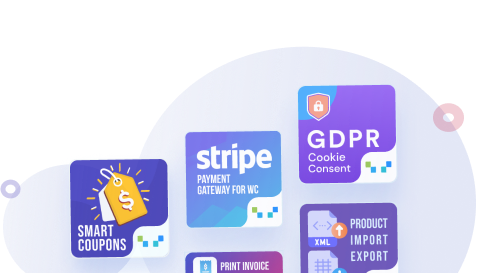 SMART
COUPONS
$
stripe
PAYMENT
GATEWAY FOR WC
GDPR
Cookie
Consent
XML
PRODUCT
IMPORT
EXPORT
PRINT INVOICE